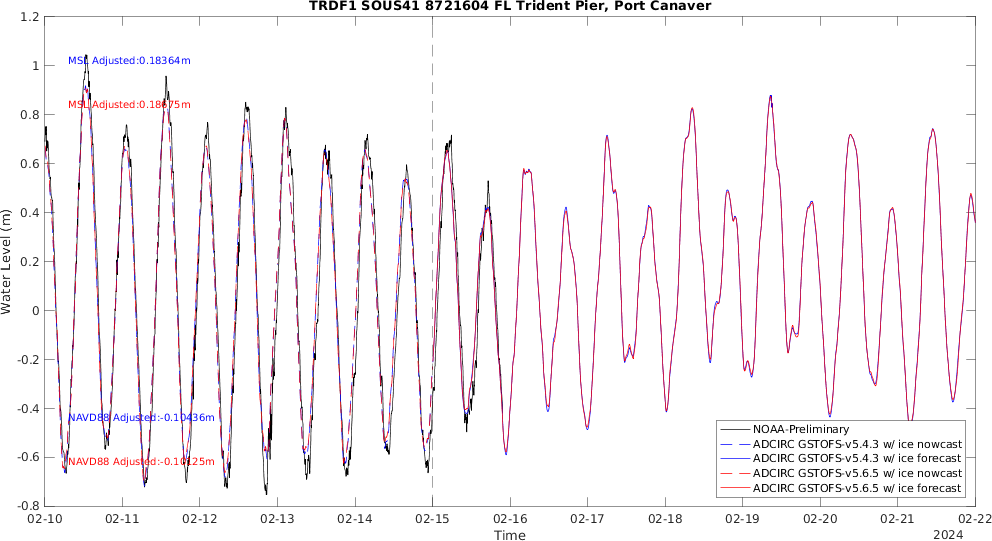 TRDF1 SOUS41 8721604 FL Trident Pier, Port Canaver
1.2
1
0.8
0.6
0.4
0.2
0
-0.2
-0.4
-0.6
-0.8
Water Level (m)
MSL Adjusted:0.18364m
MSL Adjusted:0.18675m
NAVD88 Adjusted:-0.10436m
NAVD88 Adjusted:-0.10125m
NOAA-Preliminary
ADCIRC GSTOFS-v5.4.3 w/ ice nowcast
ADCIRC GSTOFS-v5.4.3 w/ ice forecast
ADCIRC GSTOFS-v5.6.5 w/ ice nowcast
ADCIRC GSTOFS-v5.6.5 w/ ice forecast
02-10 02-11 02-12 02-13 02-14 02-15 02-16 02-17 02-18 02-19 02-20 02-21 02-22
Time
2024